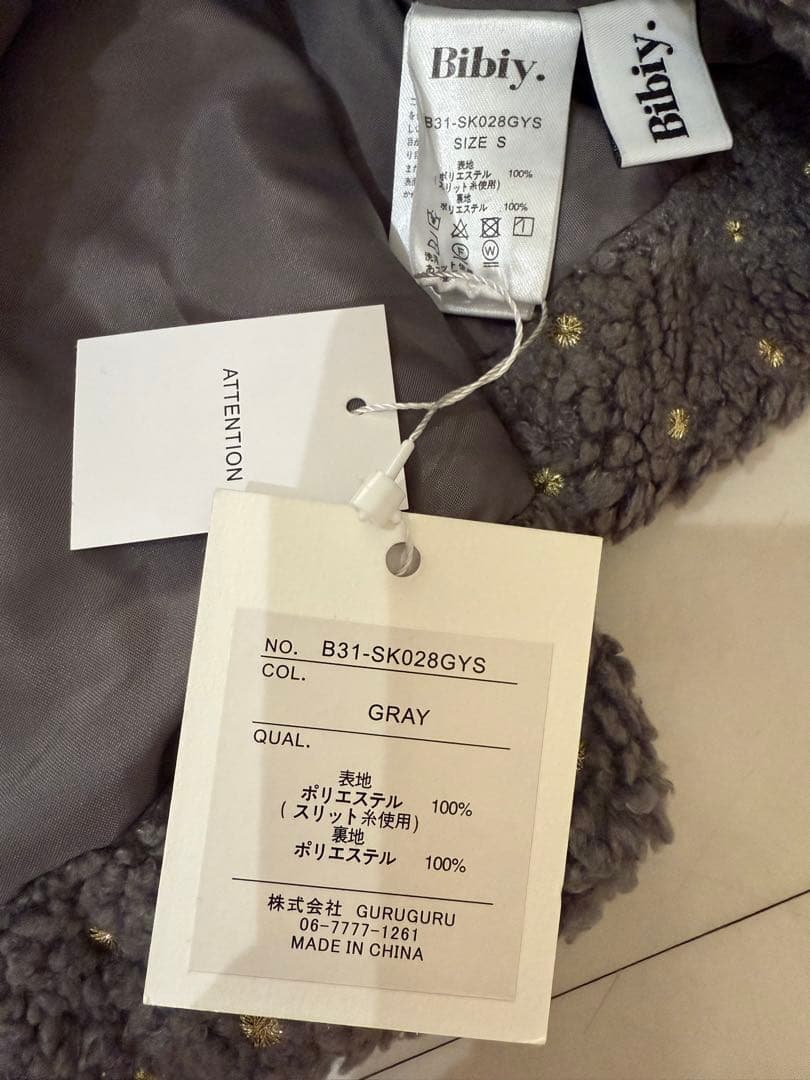 Bibiy.
Bibiy.
B31-SK028GYS
SIZE S
表地
ポリエステル 100%
(スリット糸使用)
裏地
ポリエステル 100%
ATTENTION
NO. B31-SK028GYS
COL.
GRAY
QUAL.
表地
ポリエステル 100%
(スリット糸使用)
裏地
ポリエステル 100%
株式会社 GURUGURU
06-7777-1261
MADE IN CHINA